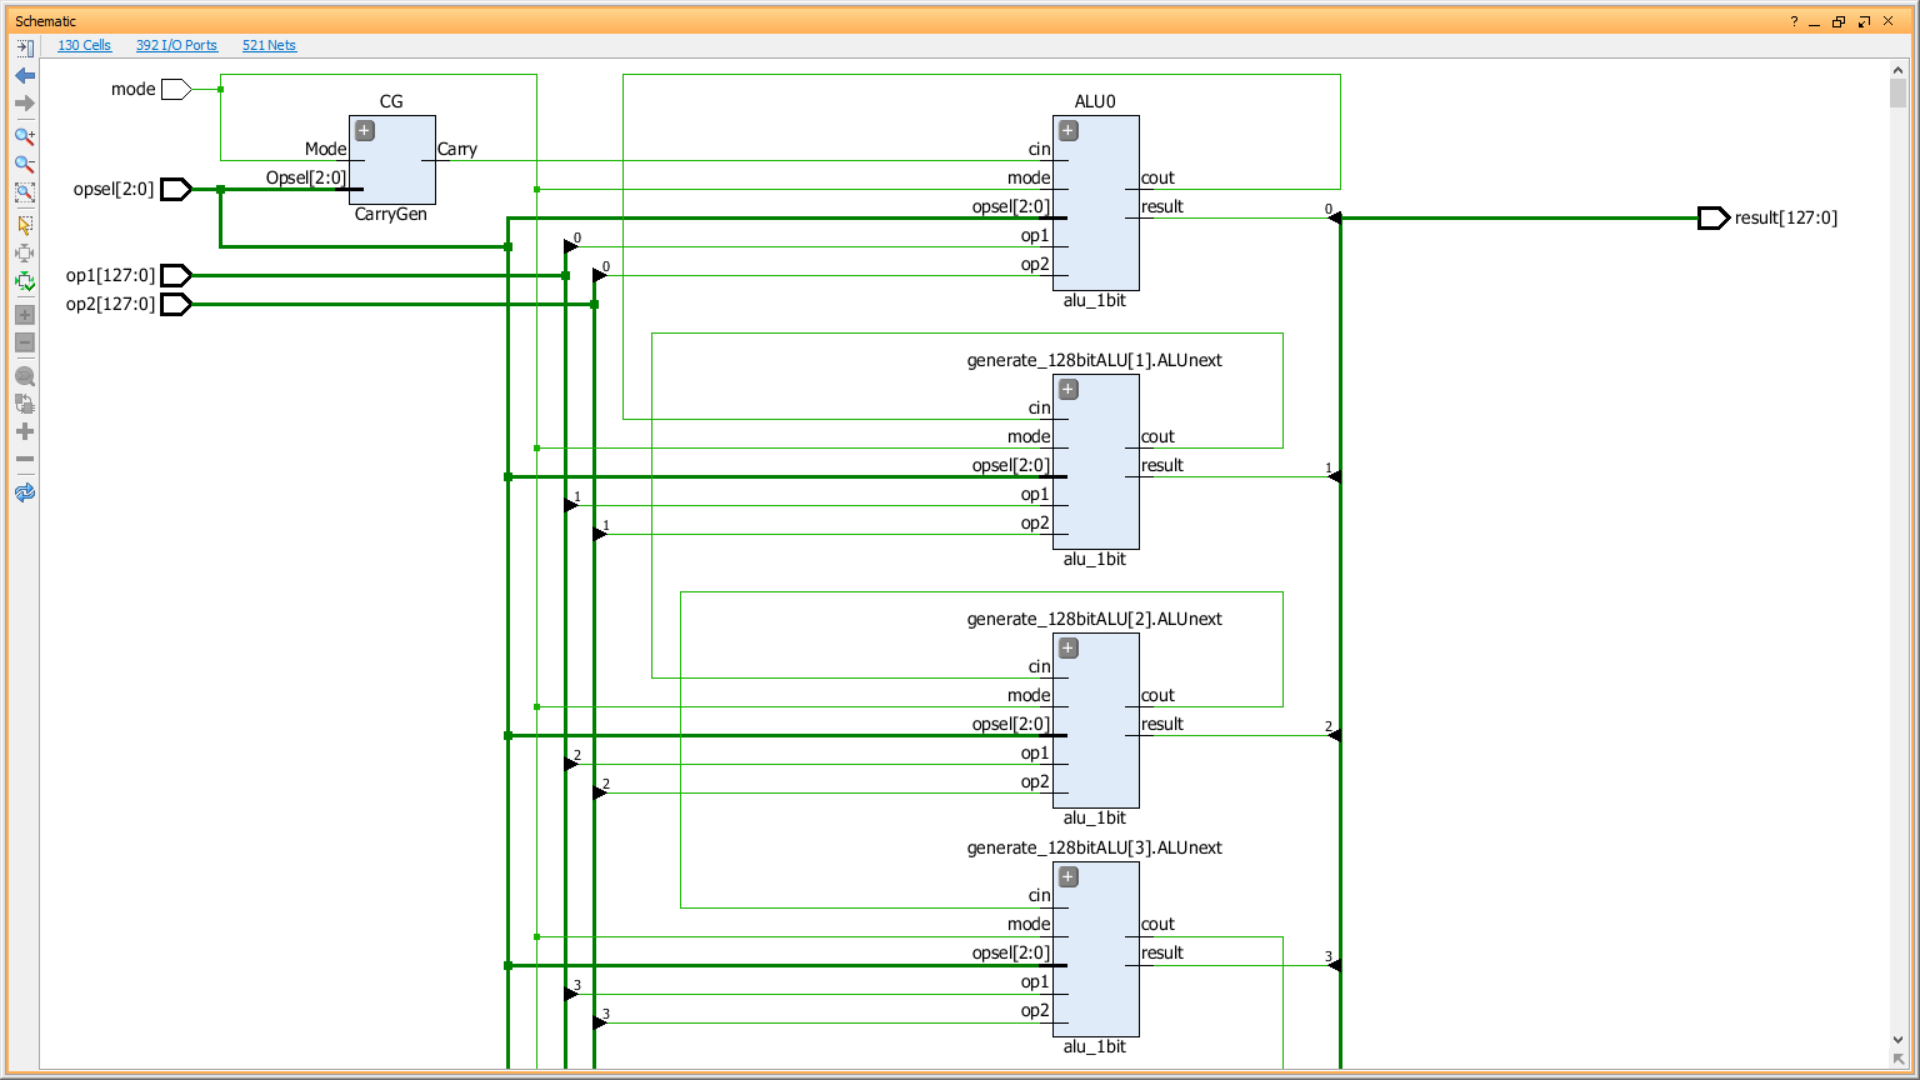 Schematic
?
130 Cells 392 I/O Ports 521 Nets
mode
CG
Mode
Carry
Opsel[2:0]
CarryGen
opsel[2:0]
op1[127:0]
op2[127:0]
ALU0
cin
mode
cout
opsel[2:0]
result
0
0
op1
0
op2
alu_1bit
result[127:0]
generate_128bitALU[1].ALUnext
cin
mode
cout
opsel[2:0]
result
1
1
op1
1
op2
alu_1bit
generate_128bitALU[2].ALUnext
cin
mode
cout
opsel[2:0]
result
2
2
op1
2
op2
alu_1bit
generate_128bitALU[3].ALUnext
cin
mode
cout
opsel[2:0]
result
3
3
op1
3
op2
alu_1bit